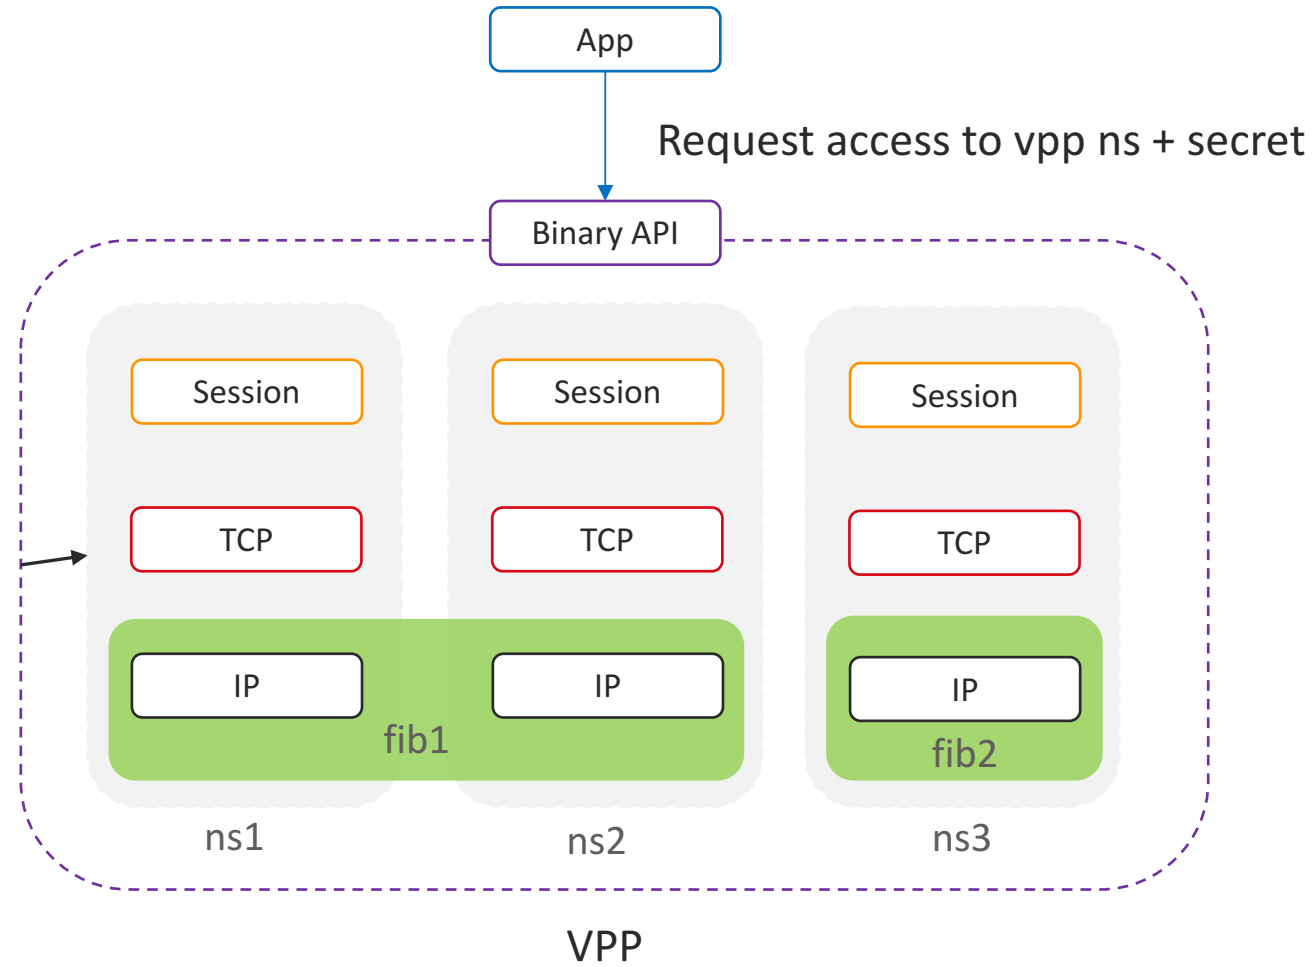 App
Request access to vpp ns + secret
Binary API
Session
Session
Session
TCP
TCP
TCP
IP
IP
IP
fib1
fib2
ns1
ns2
ns3
VPP